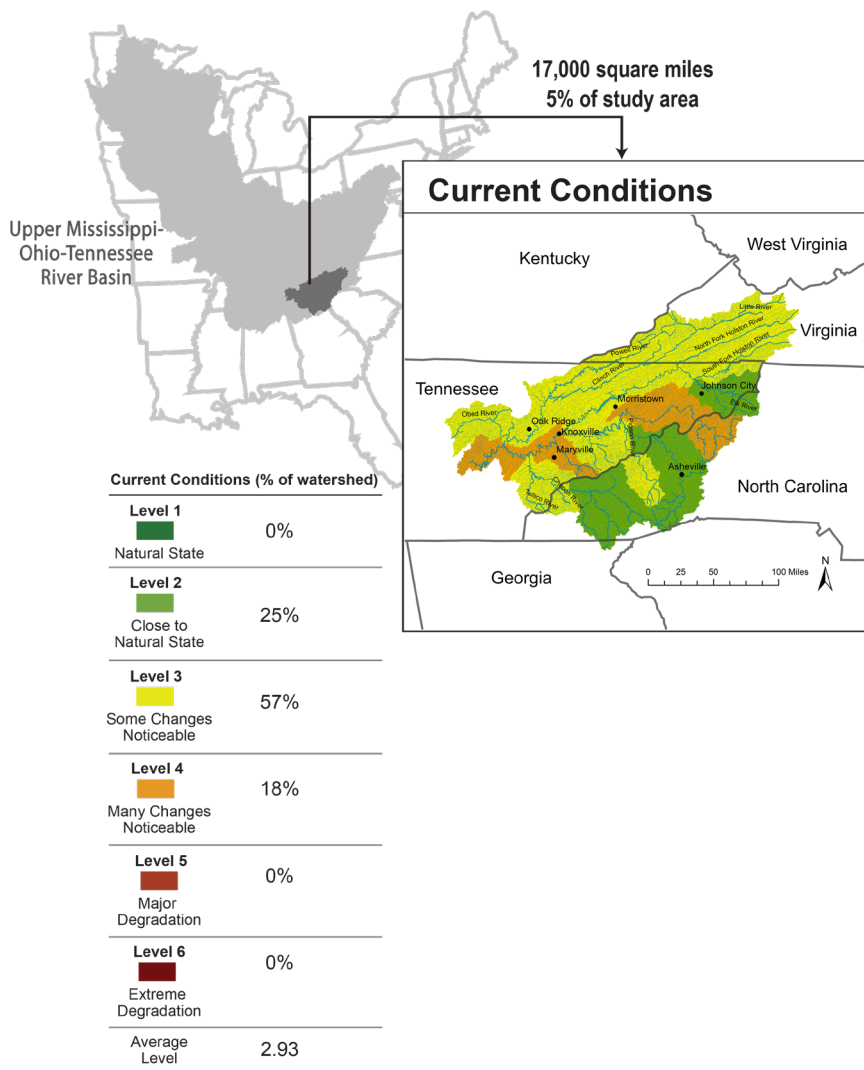 17,000 square miles
5% of study area
Upper Mississippi-
Ohio-Tennessee
River Basin
Current Conditions
Kentucky
West Virginia
Virginia
Tennessee
North Carolina
Georgia
Little River
North Fork Holston River
South Fork Holston River
Powell River
Clinch River
Johnson City
Elk River
Morristown
Obed River
Oak Ridge
Knoxville
Maryville
Pigeon River
Asheville
Tellico River
0 25 50 100 Miles
N
Current Conditions (% of watershed)
Level 1
0%
Natural State
Level 2
25%
Close to
Natural State
Level 3
57%
Some Changes
Noticeable
Level 4
18%
Many Changes
Noticeable
Level 5
0%
Major
Degradation
Level 6
0%
Extreme
Degradation
Average
Level
2.93